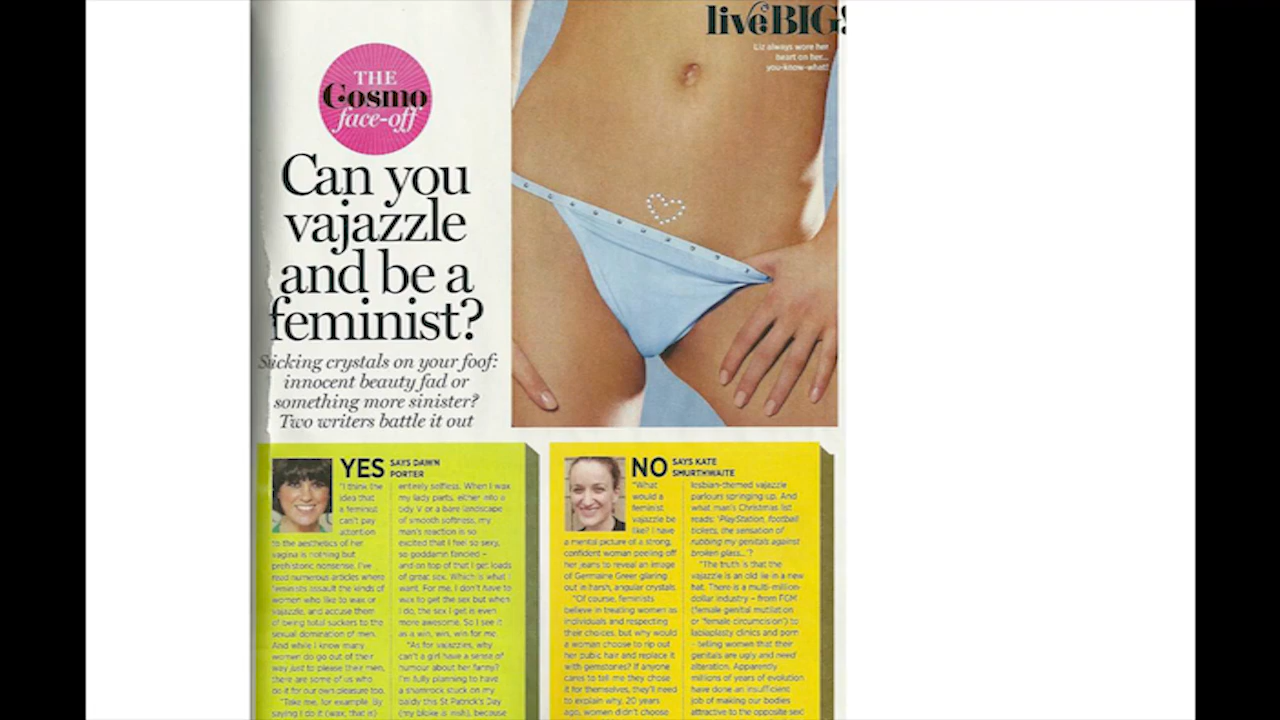 liveBIG!
Liz always wore her
heart on her...
you-know-what!
THE
Cosmo
face-off
Can you
vajazzle
and be a
feminist?
Sticking crystals on your foof:
innocent beauty fad or
something more sinister?
Two writers battle it out
YES SAYS DAWN
PORTER
"I think the
idea that
a feminist
can't pay
attention
to the aesthetics of her
vagina is nothing but
prehistoric nonsense. I've
read numerous articles where
feminists assault the kinds of
women who like to wax or
vajazzle, and accuse them
of being total suckers to the
sexual domination of men.
And while I know many
women do go out of their
way just to please their men,
there are some of us who
do it for our own pleasure too.
"Take me, for example. By
saying I do it (wax, that is)
entirely selfless. When I wax
my lady parts, either into a
tidy V or a bare landscape
of smooth softness, my
man's reaction is so
excited that I feel so sexy,
so goddamn fancied –
and on top of that I get loads
of great sex. Which is what I
want. For me, I don't have to
wax to get the sex but when
I do, the sex I get is even
more awesome. So I see it
as a win, win, win for me.
"As for vajazzles, why
can't a girl have a sense of
humour about her fanny?
I'm fully planning to have
a shamrock stuck on my
baldy this St Patrick's Day
(my bloke is Irish), because
NO SAYS KATE
SMURTHWAITE
"What
would a
feminist
vajazzle be
like? I have
a mental picture of a strong,
confident woman peeling off
her jeans to reveal an image
of Germaine Greer glaring
out in harsh, angular crystals.
"Of course, feminists
believe in treating women as
individuals and respecting
their choices, but why would
a woman choose to rip out
her pubic hair and replace it
with gemstones? If anyone
cares to tell me they chose
it for themselves, they'll need
to explain why, 20 years
ago, women didn't choose
lesbian-themed vajazzle
parlours springing up. And
what man's Christmas list
reads: 'PlayStation, football
tickets, the sensation of
rubbing my genitals against
broken glass...'?
"The truth is that the
vajazzle is an old lie in a new
hat. There is a multi-million-
dollar industry – from FGM
(female genital mutilation
or 'female circumcision') to
labiaplasty clinics and porn
– telling women that their
genitals are ugly and need
alteration. Apparently
millions of years of evolution
have done an insufficient
job of making our bodies
attractive to the opposite sex!